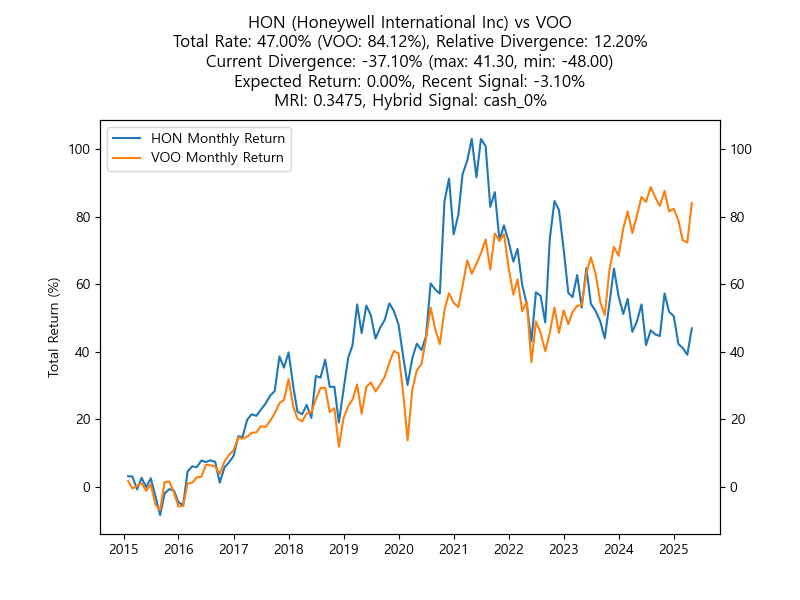 HON (Honeywell International Inc) vs VOO
Total Rate: 47.00% (VOO: 84.12%), Relative Divergence: 12.20%
Current Divergence: -37.10% (max: 41.30, min: -48.00)
Expected Return: 0.00%, Recent Signal: -3.10%
MRI: 0.3475, Hybrid Signal: cash_0%
HON Monthly Return
VOO Monthly Return
Total Return (%)
100
80
60
40
20
0
100
80
60
40
20
0
2015 2016 2017 2018 2019 2020 2021 2022 2023 2024 2025